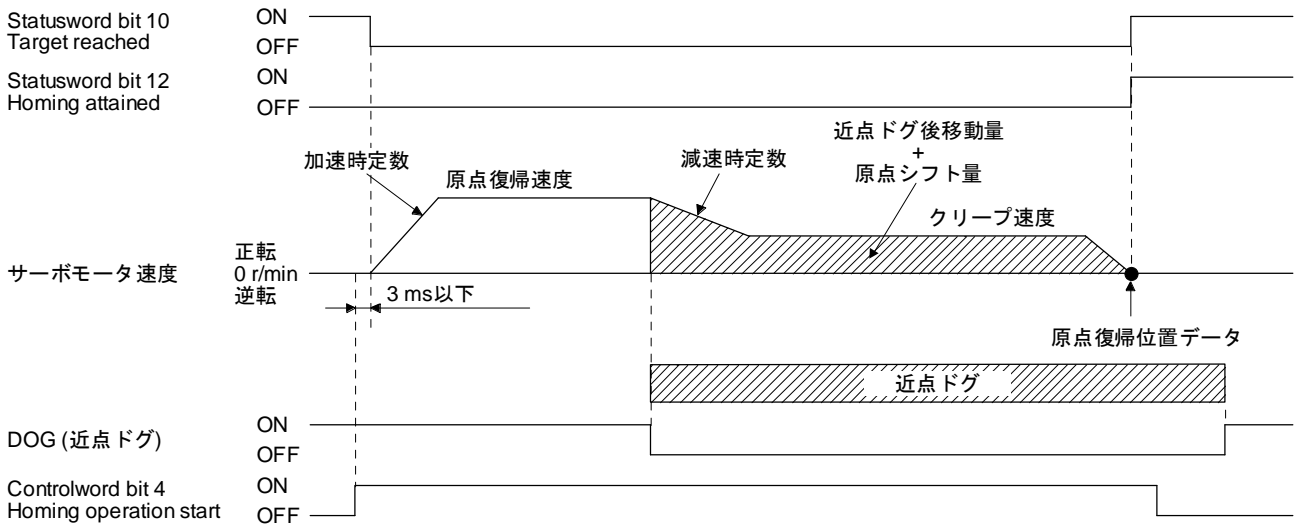 Statusword bit 10
Target reached
ON
OFF
Statusword bit 12
Homing attained
ON
OFF
近点ドグ後移動量
+
原点シフト量
加速時定数
原点復帰速度
減速時定数
クリープ速度
サーボモータ速度
正転
0 r/min
逆転
3 ms以下
原点復帰位置データ
近点ドグ
DOG (近点ドグ)
ON
OFF
Controlword bit 4
Homing operation start
ON
OFF